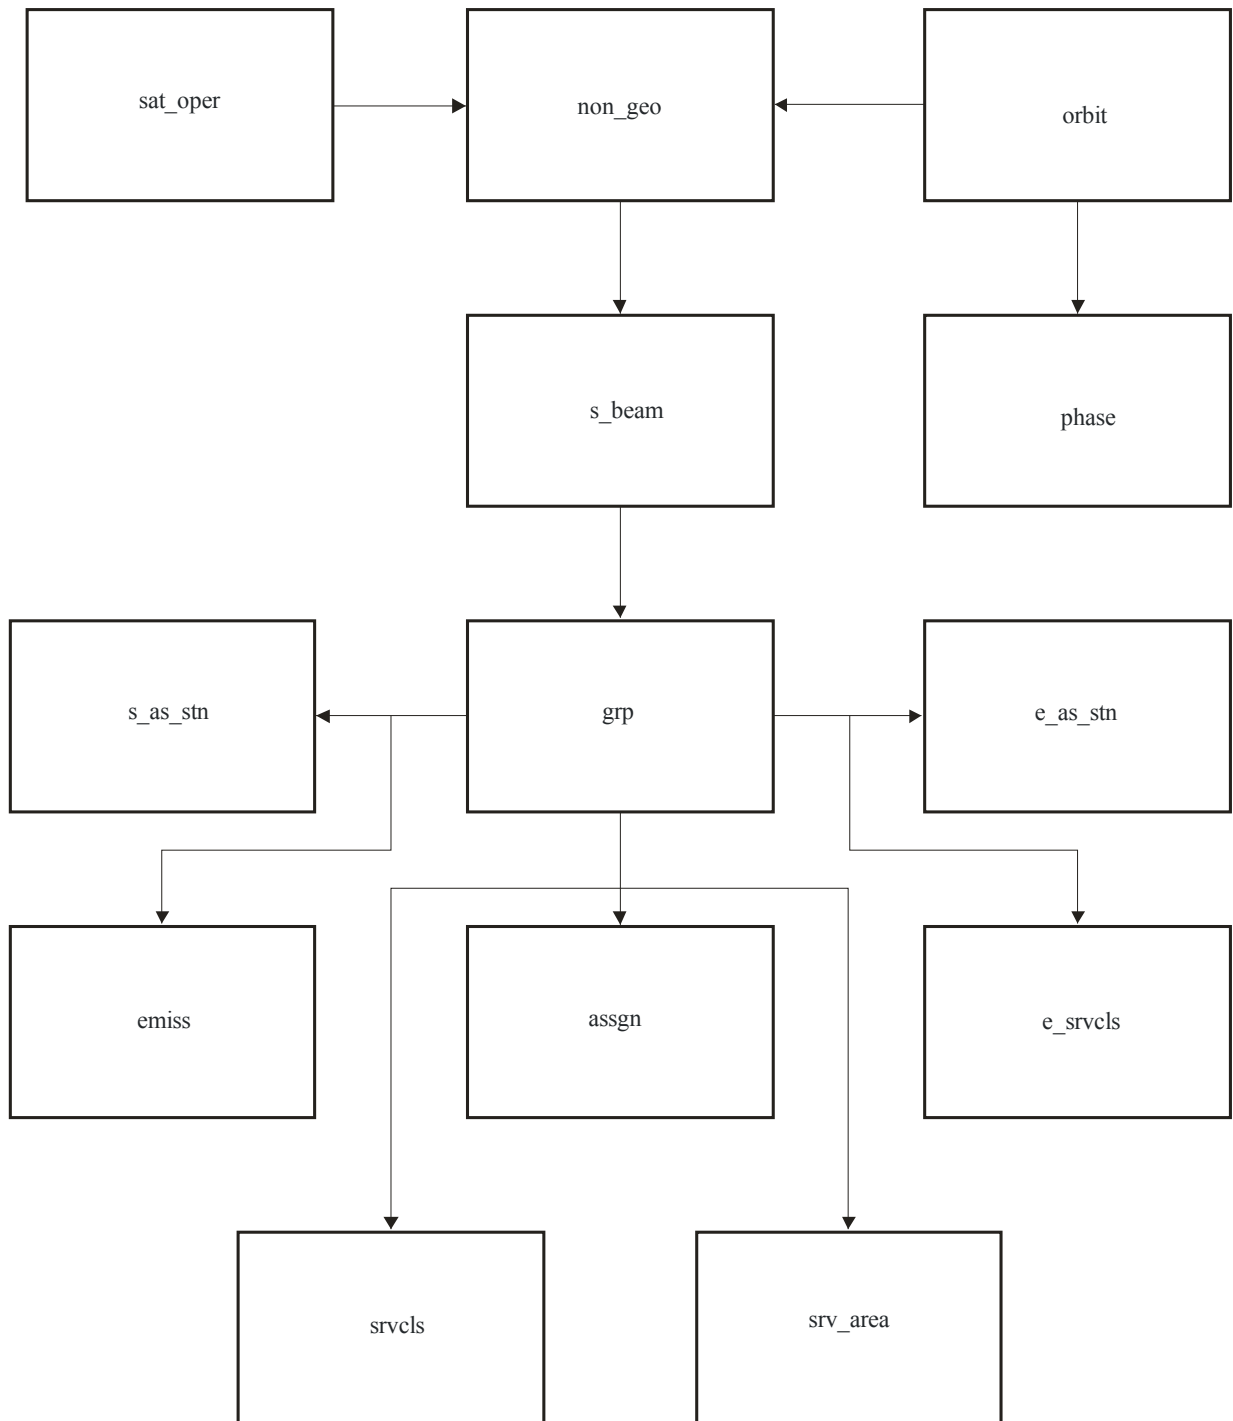 sat_oper
non_geo
orbit
s_beam
phase
s_as_stn
grp
e_as_stn
emiss
assgn
e_srvcls
srvcls
srv_area